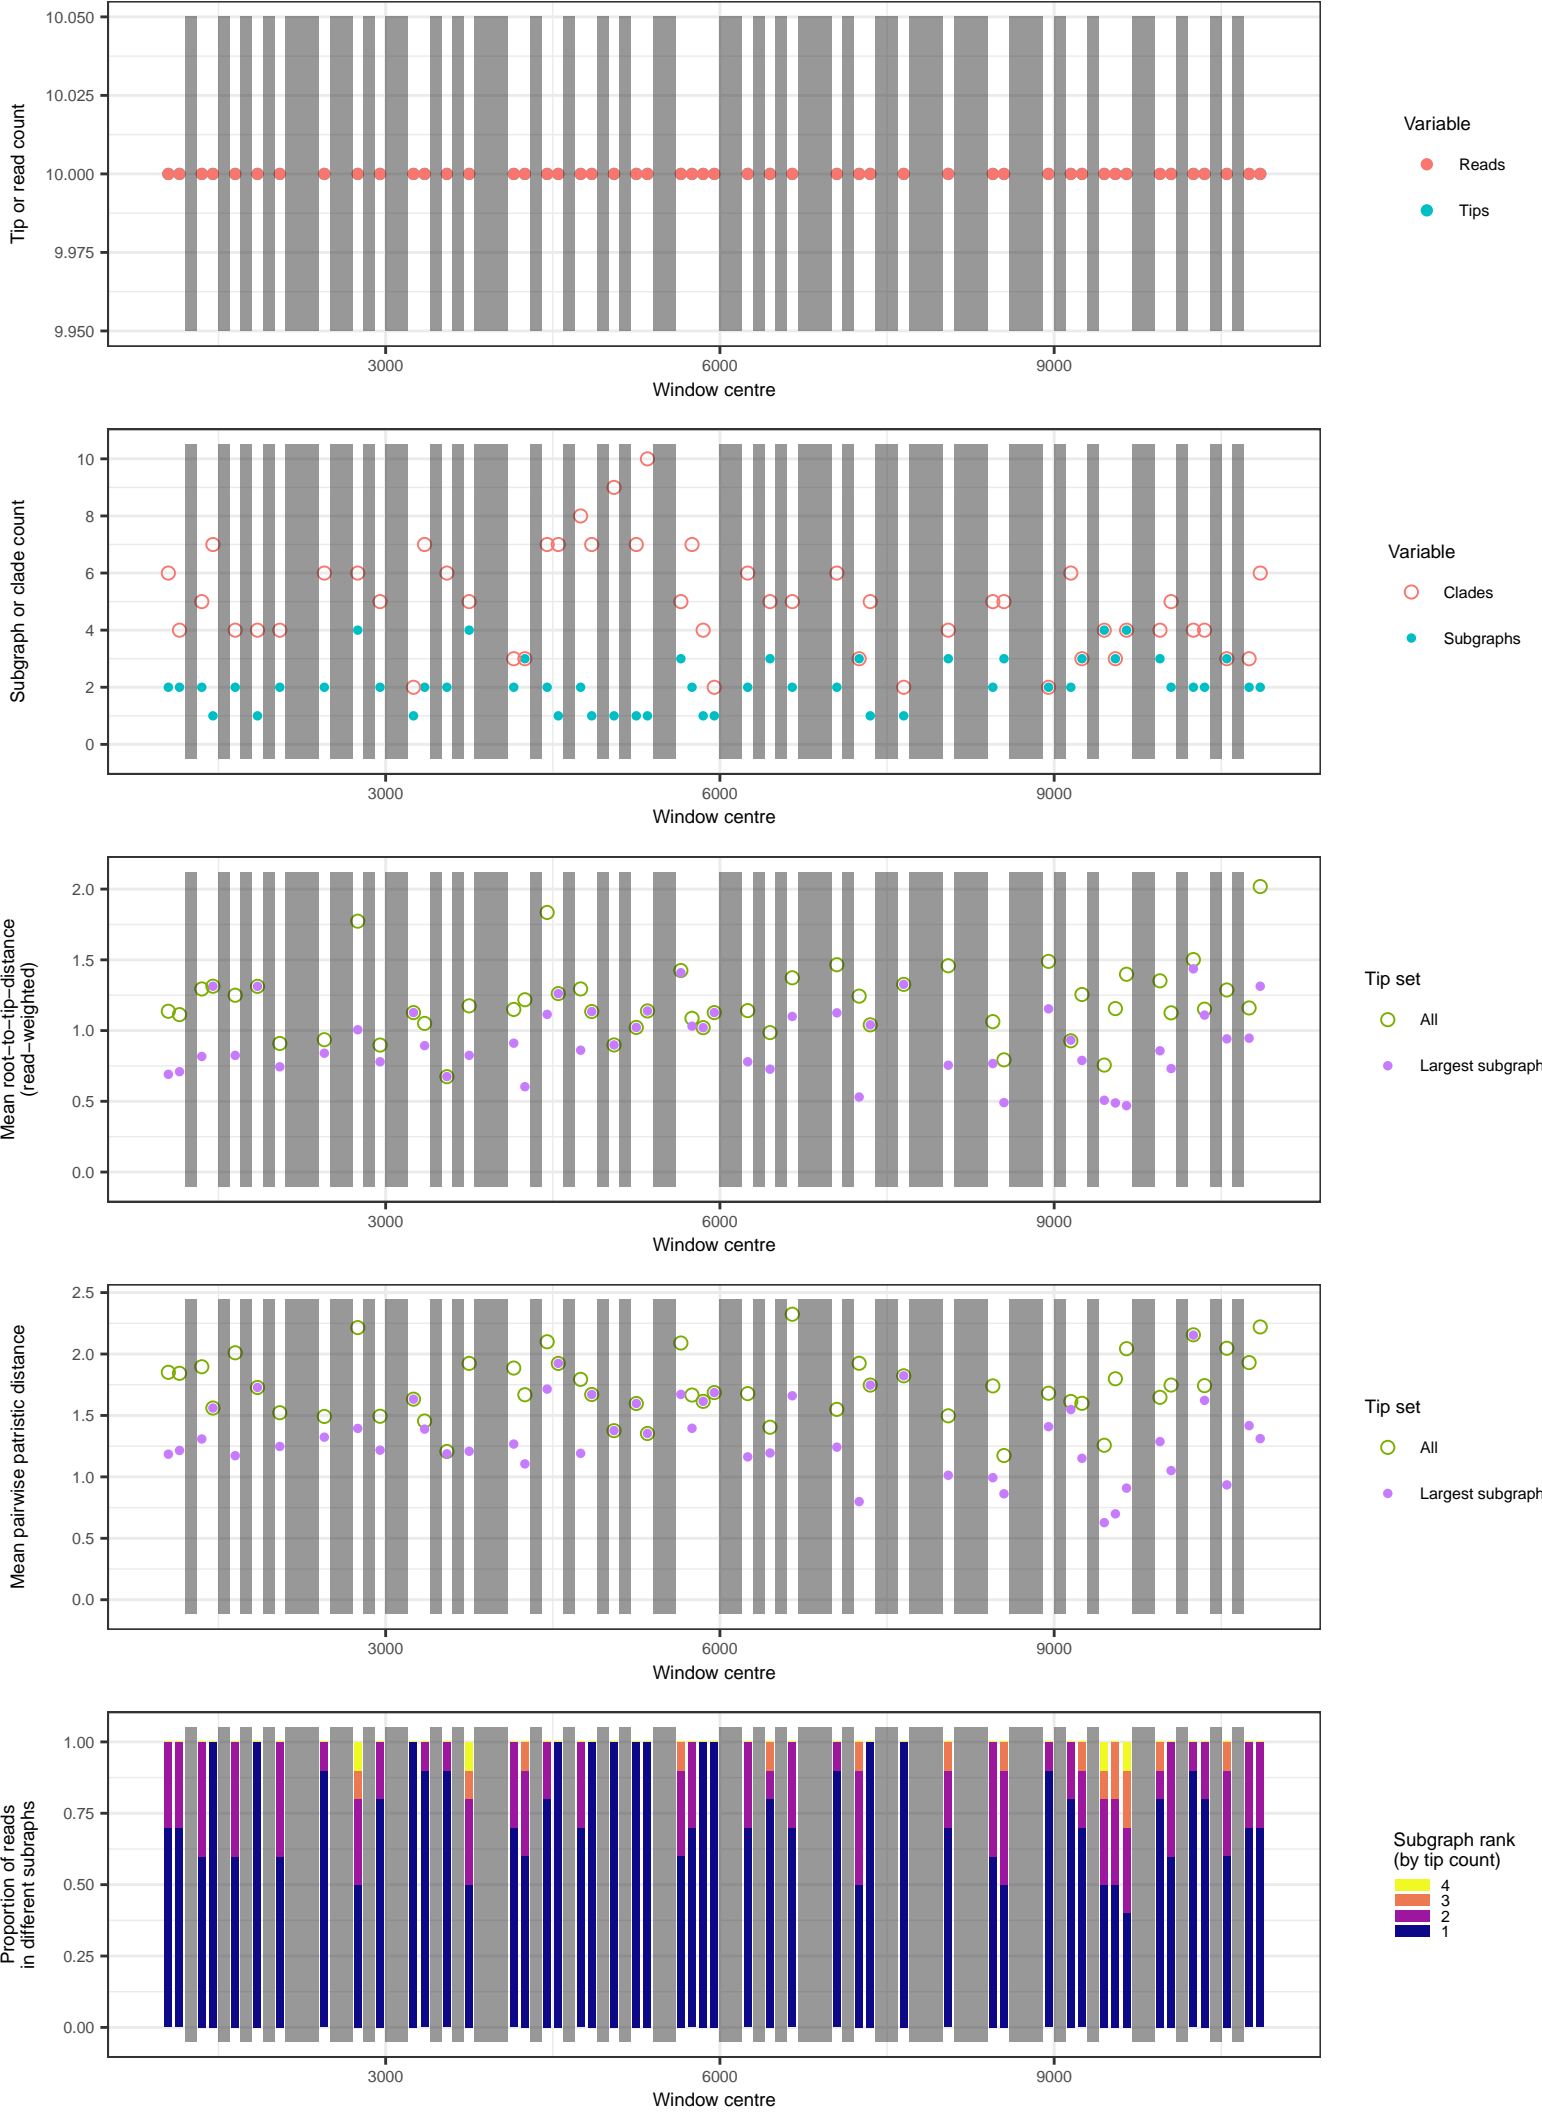 10.050
10.025
10.000
9.975
9.950
Tip or read count
3000
6000
9000
Window centre
Variable
Reads
Tips
10
8
6
4
2
0
Subgraph or clade count
3000
6000
9000
Window centre
Variable
Clades
Subgraphs
2.0
1.5
1.0
0.5
0.0
Mean root−to−tip−distance
(read−weighted)
3000
6000
9000
Window centre
Tip set
All
Largest subgraph
2.5
2.0
1.5
1.0
0.5
0.0
Mean pairwise patristic distance
3000
6000
9000
Window centre
Tip set
All
Largest subgraph
1.00
0.75
0.50
0.25
0.00
Proportion of reads
in different subraphs
3000
6000
9000
Window centre
Subgraph rank
(by tip count)
4
3
2
1